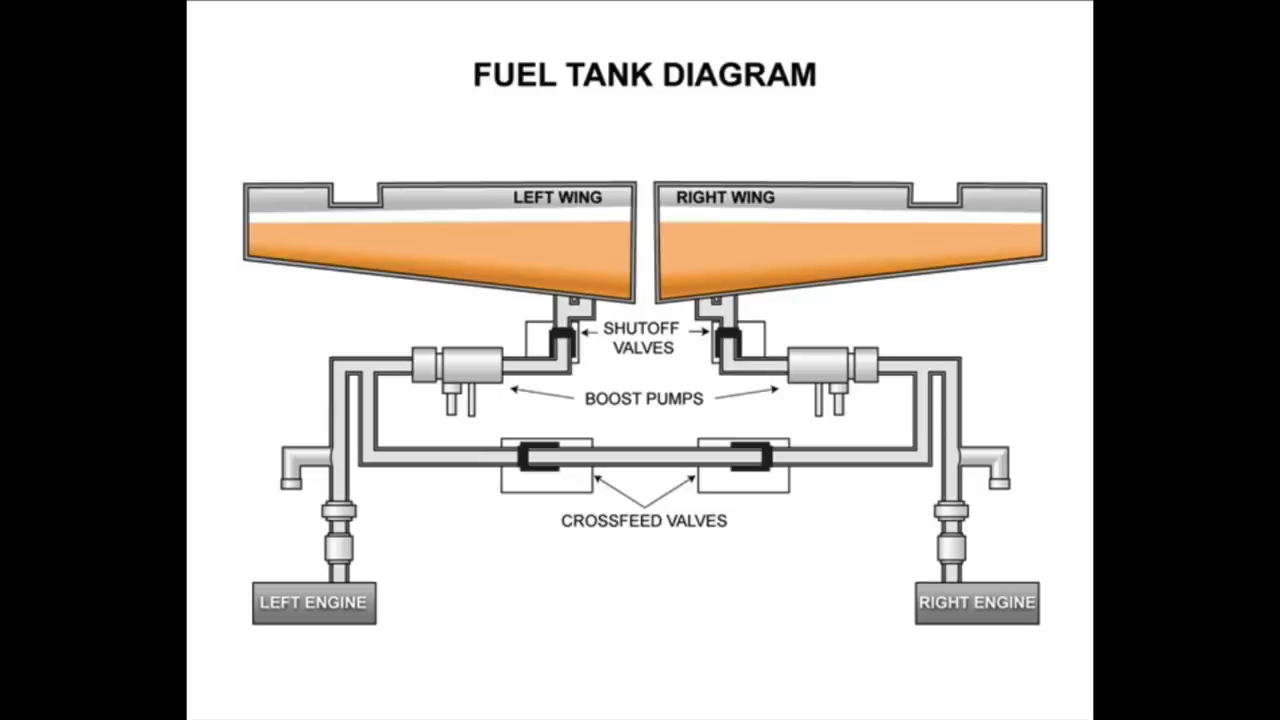 FUEL TANK DIAGRAM
LEFT WING
RIGHT WING
SHUTOFF
VALVES
BOOST PUMPS
CROSSFEED VALVES
LEFT ENGINE
RIGHT ENGINE